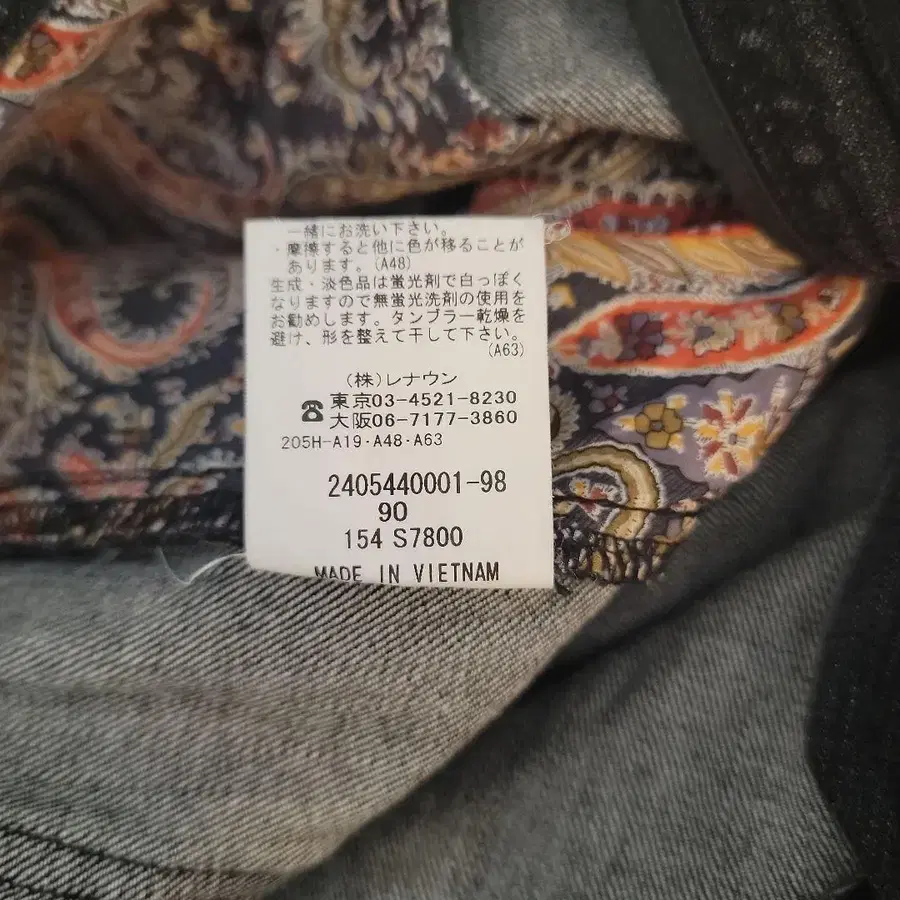 一緒にお洗い下さい。
・摩擦すると他に色が移ることが
あります。(A48)
生成・淡色品は蛍光剤で白っぽく
なりますので無蛍光洗剤の使用を
お勧めします。タンブラー乾燥を
避け、形を整えて干して下さい。
(A63)
(株)レナウン
☎ 東京03-4521-8230
大阪06-7177-3860
205H-A19・A48・A63
2405440001-98
90
154 S7800
MADE IN VIETNAM